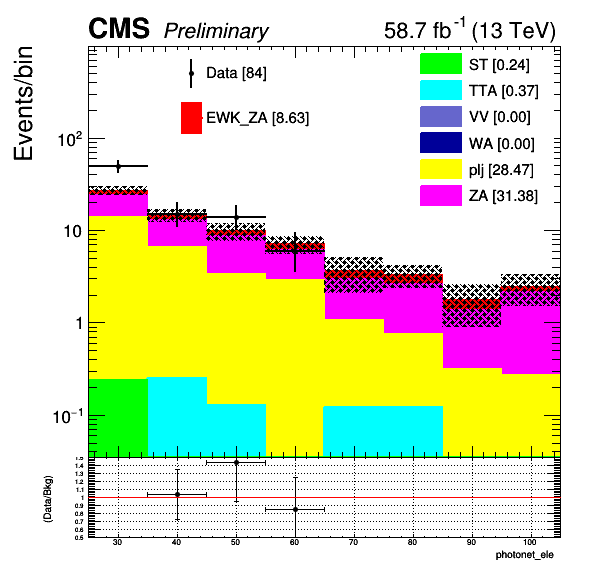 CMS Preliminary 58.7 fb⁻¹ (13 TeV)
Events/bin
Data [84]
EWK_ZA [8.63]
ST [0.24]
TTA [0.37]
VV [0.00]
WA [0.00]
plj [28.47]
ZA [31.38]
10²
10
1
10⁻¹
(Data/Bkg)
1.5
1.4
1.3
1.2
1.1
1
0.9
0.8
0.7
0.6
0.5
30 40 50 60 70 80 90 100
photonet_ele